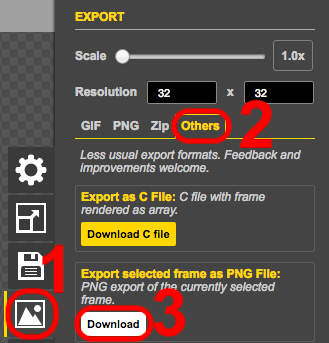 EXPORT
Scale 1.0x
Resolution 32 x 32
GIF PNG Zip Others
2
Less usual export formats. Feedback and
improvements welcome.
Export as C File: C file with frame
rendered as array.
Download C file
1
Export selected frame as PNG File:
PNG export of the currently selected
frame.
3
Download